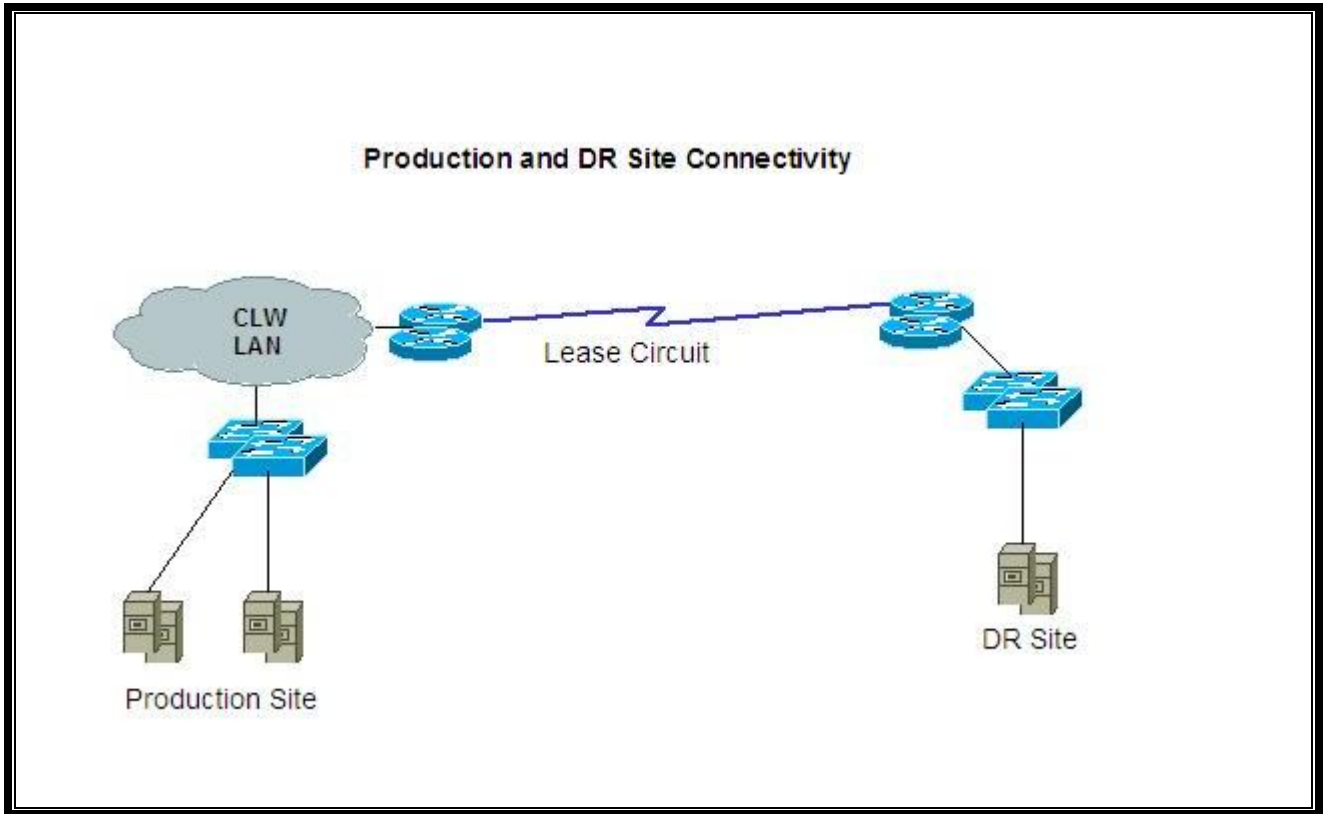 Production and DR Site Connectivity
CLW
LAN
Lease Circuit
DR Site
Production Site